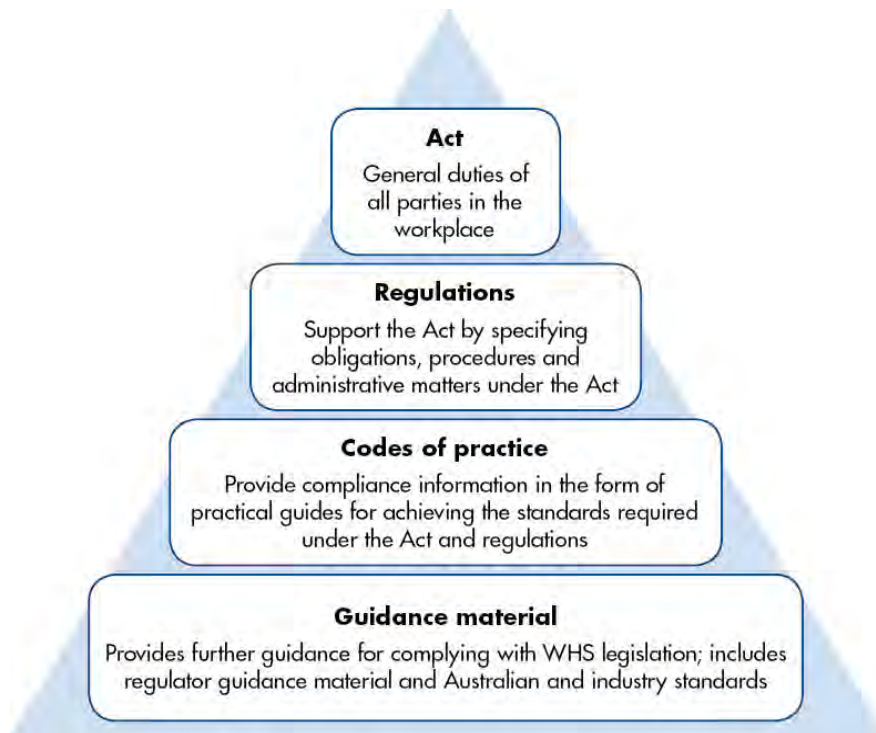 Act
General duties of
all parties in the
workplace
Regulations
Support the Act by specifying
obligations, procedures and
administrative matters under the Act
Codes of practice
Provide compliance information in the form of
practical guides for achieving the standards required
under the Act and regulations
Guidance material
Provides further guidance for complying with WHS legislation; includes
regulator guidance material and Australian and industry standards